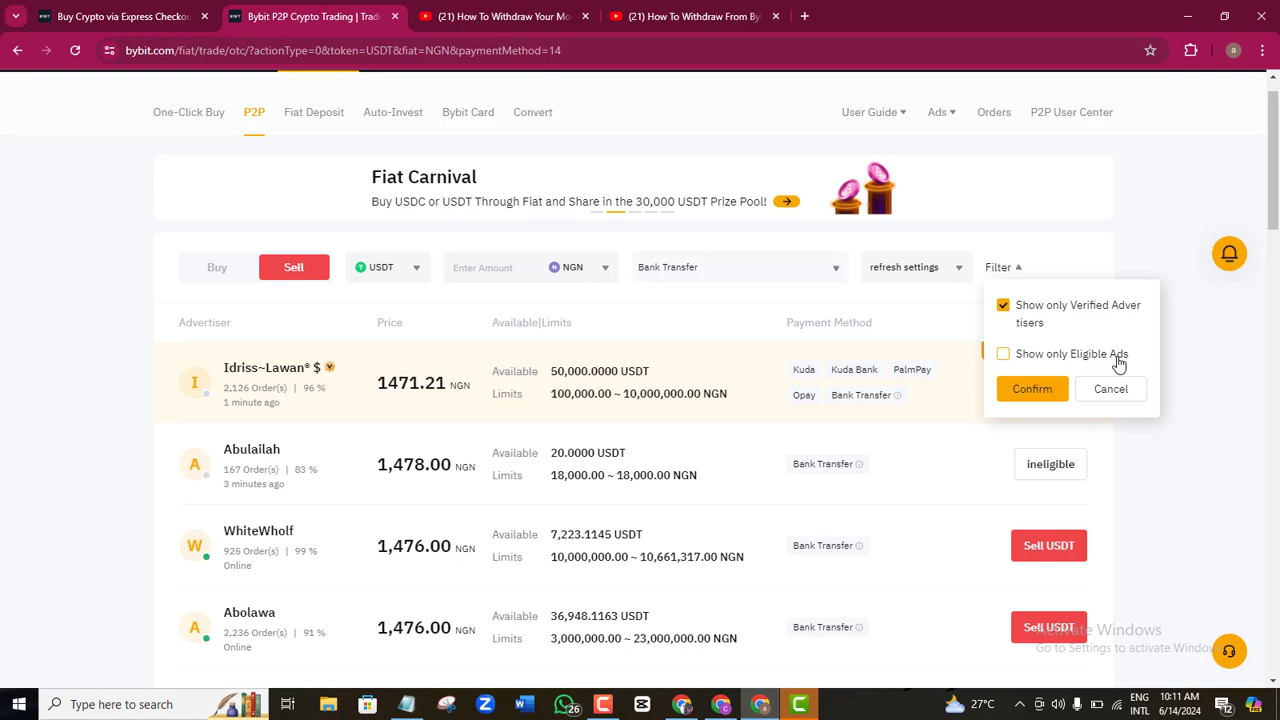 Buy Crypto via Express Checkou
Bybit P2P Crypto Trading | Trad
(21) How To Withdraw Your Mo
(21) How To Withdraw From By
bybit.com/fiat/trade/otc/?actionType=0&token=USDT&fiat=NGN&paymentMethod=14
a
One-Click Buy P2P Fiat Deposit Auto-Invest Bybit Card Convert User Guide Ads Orders P2P User Center
Fiat Carnival
Buy USDC or USDT Through Fiat and Share in the 30,000 USDT Prize Pool!
Buy Sell USDT Enter Amount NGN Bank Transfer refresh settings Filter
Show only Verified Adver
tisers
Show only Eligible Ads
Confirm Cancel
Advertiser Price Available|Limits Payment Method
I
Idriss~Lawan® $
2,126 Order(s) | 96 %
1 minute ago
1471.21 NGN
Available 50,000.0000 USDT
Limits 100,000.00 ~ 10,000,000.00 NGN
Kuda Kuda Bank PalmPay
Opay Bank Transfer
A
Abulailah
167 Order(s) | 83 %
3 minutes ago
1,478.00 NGN
Available 20.0000 USDT
Limits 18,000.00 ~ 18,000.00 NGN
Bank Transfer
ineligible
W
WhiteWholf
925 Order(s) | 99 %
Online
1,476.00 NGN
Available 7,223.1145 USDT
Limits 10,000,000.00 ~ 10,661,317.00 NGN
Bank Transfer
Sell USDT
A
Abolawa
2,236 Order(s) | 91 %
Online
1,476.00 NGN
Available 36,948.1163 USDT
Limits 3,000,000.00 ~ 23,000,000.00 NGN
Bank Transfer
Sell USDT
Activate Windows
Go to Settings to activate Window
Type here to search
26
27°C
ENG
INTL
10:11 AM
6/14/2024
12